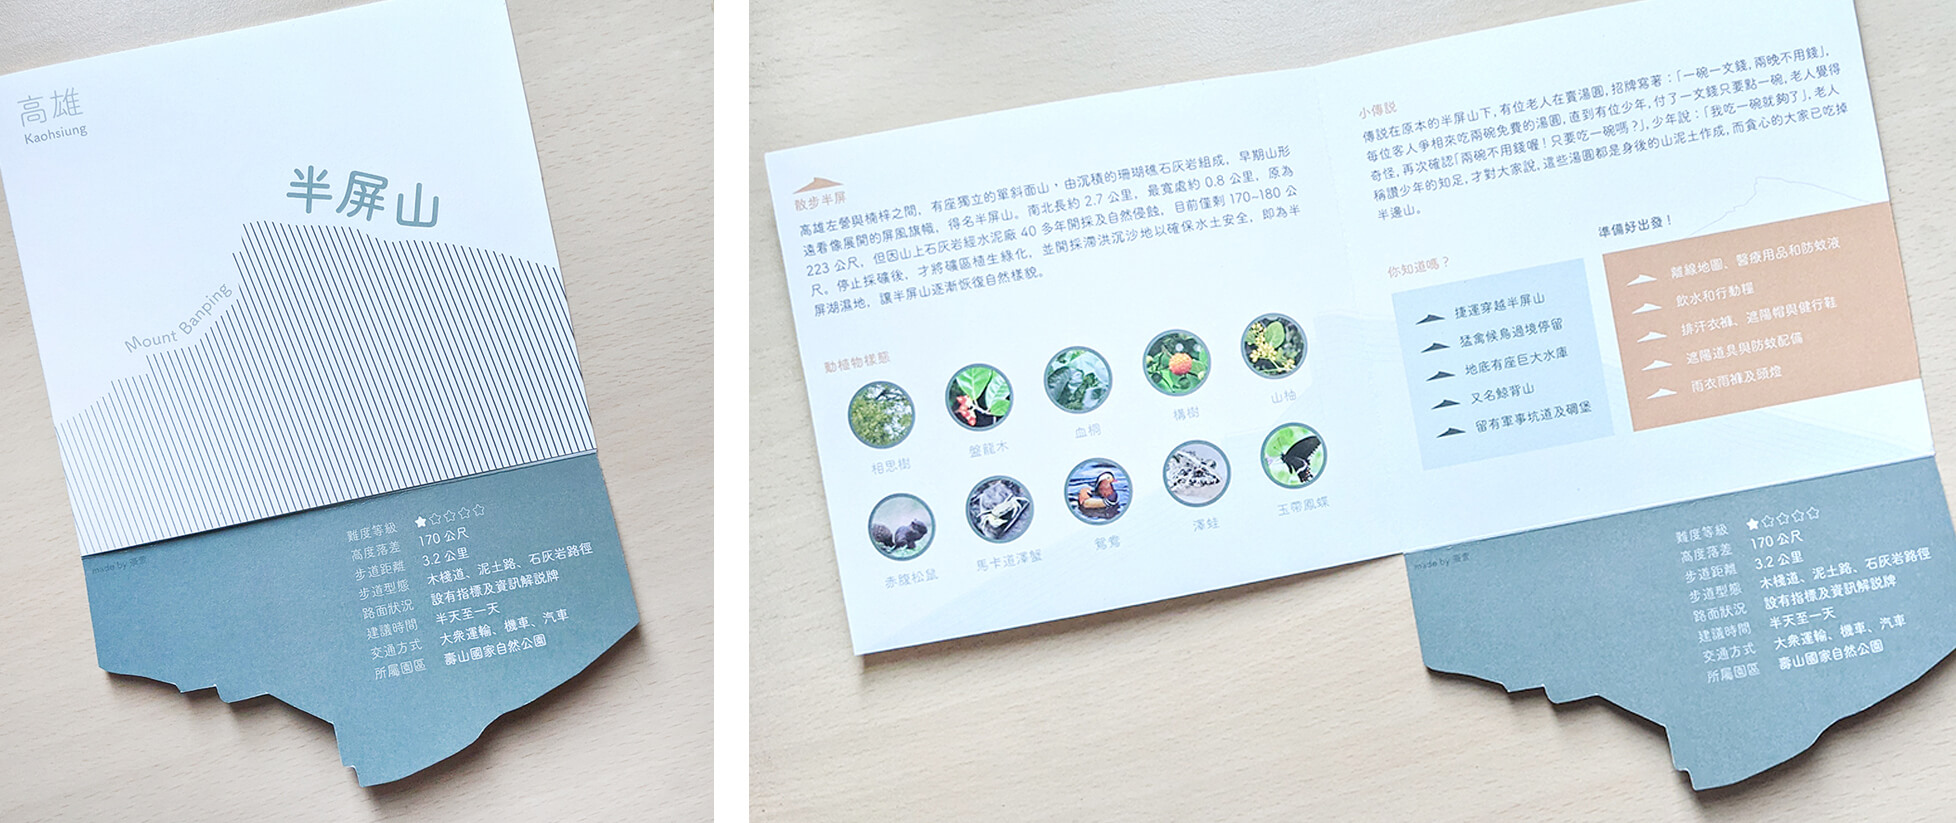 高雄
Kaohsiung
半屏山
Mount Banping
難度等級 ★☆☆☆☆
高度落差 170 公尺
步道距離 3.2 公里
步道型態 木棧道、泥土路、石灰岩路徑
路面狀況 設有指標及資訊解說牌
建議時間 半天至一天
交通方式 大眾運輸、機車、汽車
所屬園區 壽山國家自然公園
made by
散步半屏
高雄左營與楠梓之間，有座獨立的單斜面山，由沉積的珊瑚礁石灰岩組成，早期山形
遠看像展開的屏風旗幟，得名半屏山。南北長約 2.7 公里，最寬處約 0.8 公里，原為
223 公尺，但因山上石灰岩經水泥廠 40 多年開採及自然侵蝕，目前僅剩 170~180 公
尺。停止採礦後，才將礦區植生綠化，並開採滯洪沉沙地以確保水土安全，即為半
屏湖濕地，讓半屏山逐漸恢復自然樣貌。
動植物樣態
相思樹
盤龍木
血桐
構樹
山柚
赤腹松鼠
馬卡道澤蟹
鴛鴦
澤蛙
玉帶鳳蝶
小傳說
傳說在原本的半屏山下，有位老人在賣湯圓，招牌寫著：「一碗一文錢，兩晚不用錢」，
每位客人爭相來吃兩碗免費的湯圓，直到有位少年，付了一文錢只要點一碗，老人覺得
奇怪，再次確認「兩碗不用錢喔！只要吃一碗嗎？」，少年說：「我吃一碗就夠了」，老人
稱讚少年的知足，才對大家說，這些湯圓都是身後的山泥土作成，而貪心的大家已吃掉
半邊山。
你知道嗎？
捷運穿越半屏山
猛禽候鳥過境停留
地底有座巨大水庫
又名鯨背山
留有軍事坑道及碉堡
準備好出發！
離線地圖、醫療用品和防蚊液
飲水和行動糧
排汗衣褲、遮陽帽與健行鞋
遮陽道具與防蚊配備
雨衣雨褲及頭燈
難度等級 ★☆☆☆☆
高度落差 170 公尺
步道距離 3.2 公里
步道型態 木棧道、泥土路、石灰岩路徑
路面狀況 設有指標及資訊解說牌
建議時間 半天至一天
交通方式 大眾運輸、機車、汽車
所屬園區 壽山國家自然公園
made by